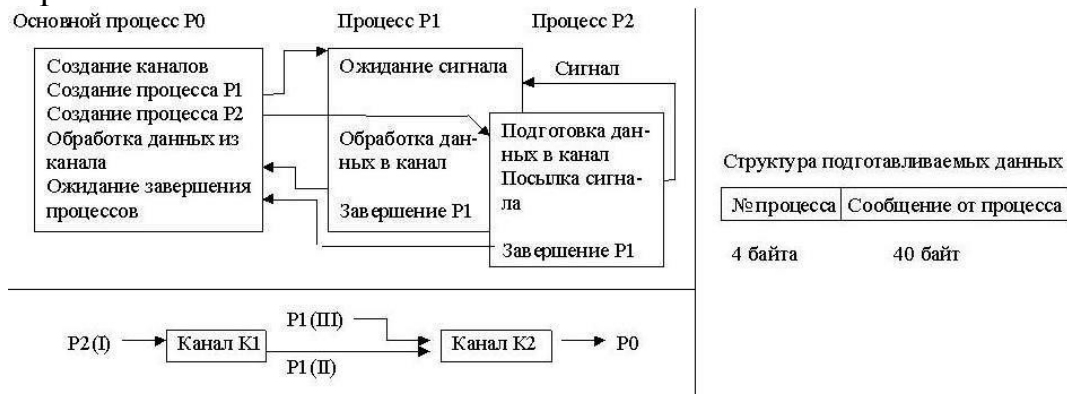 Основной процесс P0
Процесс P1
Процесс P2
Создание каналов
Создание процесса P1
Создание процесса P2
Обработка данных из
канала
Ожидание завершения
процессов
Ожидание сигнала
Обработка дан-
ных в канал
Завершение P1
Сигнал
Подготовка дан-
ных в канал
Посылка сигна-
ла
Завершение P1
Структура подготавливаемых данных
№процесса
Сообщение от процесса
4 байта
40 байт
P2(I)
Канал K1
P1(III)
P1(II)
Канал K2
P0